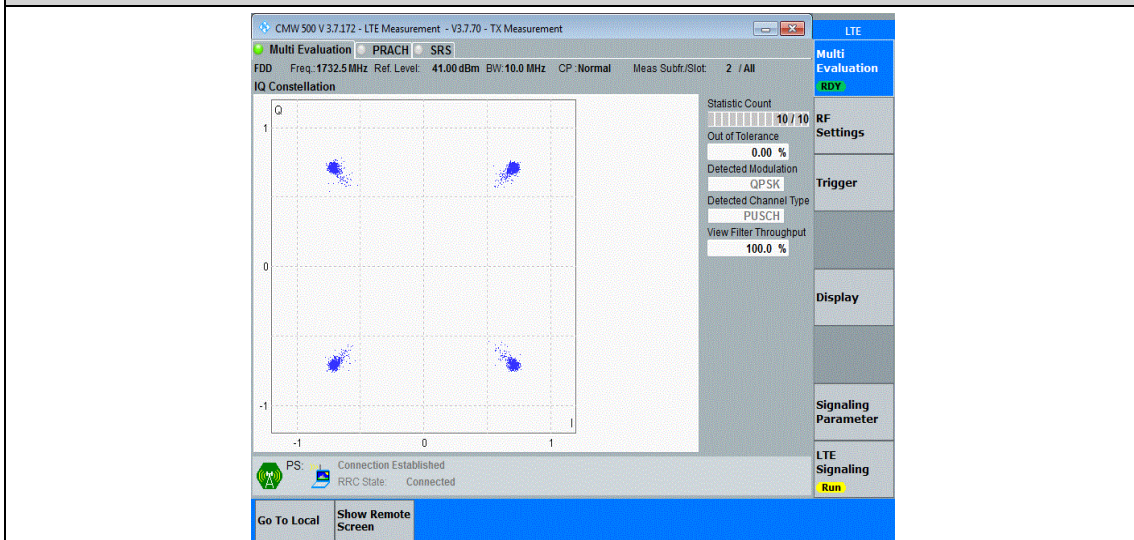 CMW 500 V 3.7.172 - LTE Measurement - V3.7.70 - TX Measurement
LTE
Multi Evaluation PRACH SRS
Multi
Evaluation
RDY
FDD Freq.:1732.5 MHz Ref. Level: 41.00 dBm BW:10.0 MHz CP :Normal Meas Subfr./Slot: 2 / All
IQ Constellation
Q
1
0
-1
I
-1 0 1
Statistic Count
10 / 10
Out of Tolerance
0.00 %
Detected Modulation
QPSK
Detected Channel Type
PUSCH
View Filter Throughput
100.0 %
RF
Settings
Trigger
Display
Signaling
Parameter
LTE
Signaling
Run
PS: Connection Established
RRC State: Connected
Go To Local
Show Remote
Screen